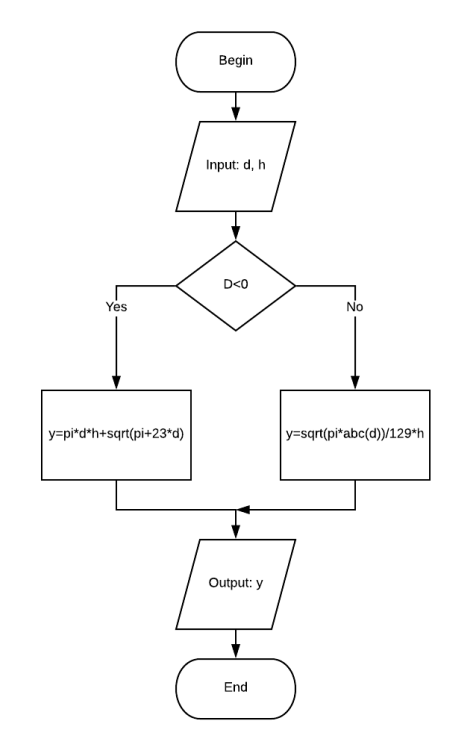 Begin
Input: d, h
D<0
Yes
No
y=pi*d*h+sqrt(pi+23*d)
y=sqrt(pi*abc(d))/129*h
Output: y
End